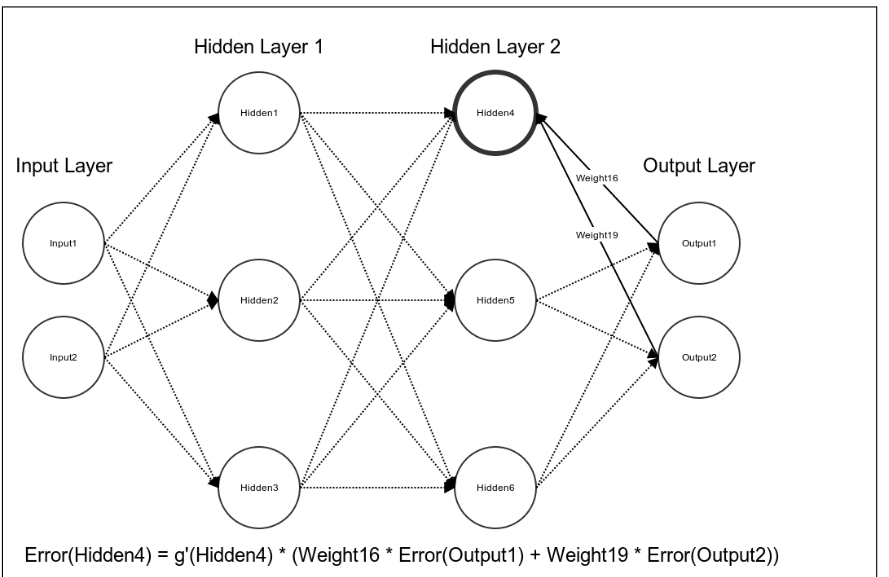 Hidden Layer 1
Hidden Layer 2
Hidden1
Hidden4
Input Layer
Weight16
Output Layer
Weight19
Input1
Output1
Hidden2
Hidden5
Input2
Output2
Hidden3
Hidden6
Error(Hidden4) = g'(Hidden4) * (Weight16 * Error(Output1) + Weight19 * Error(Output2))